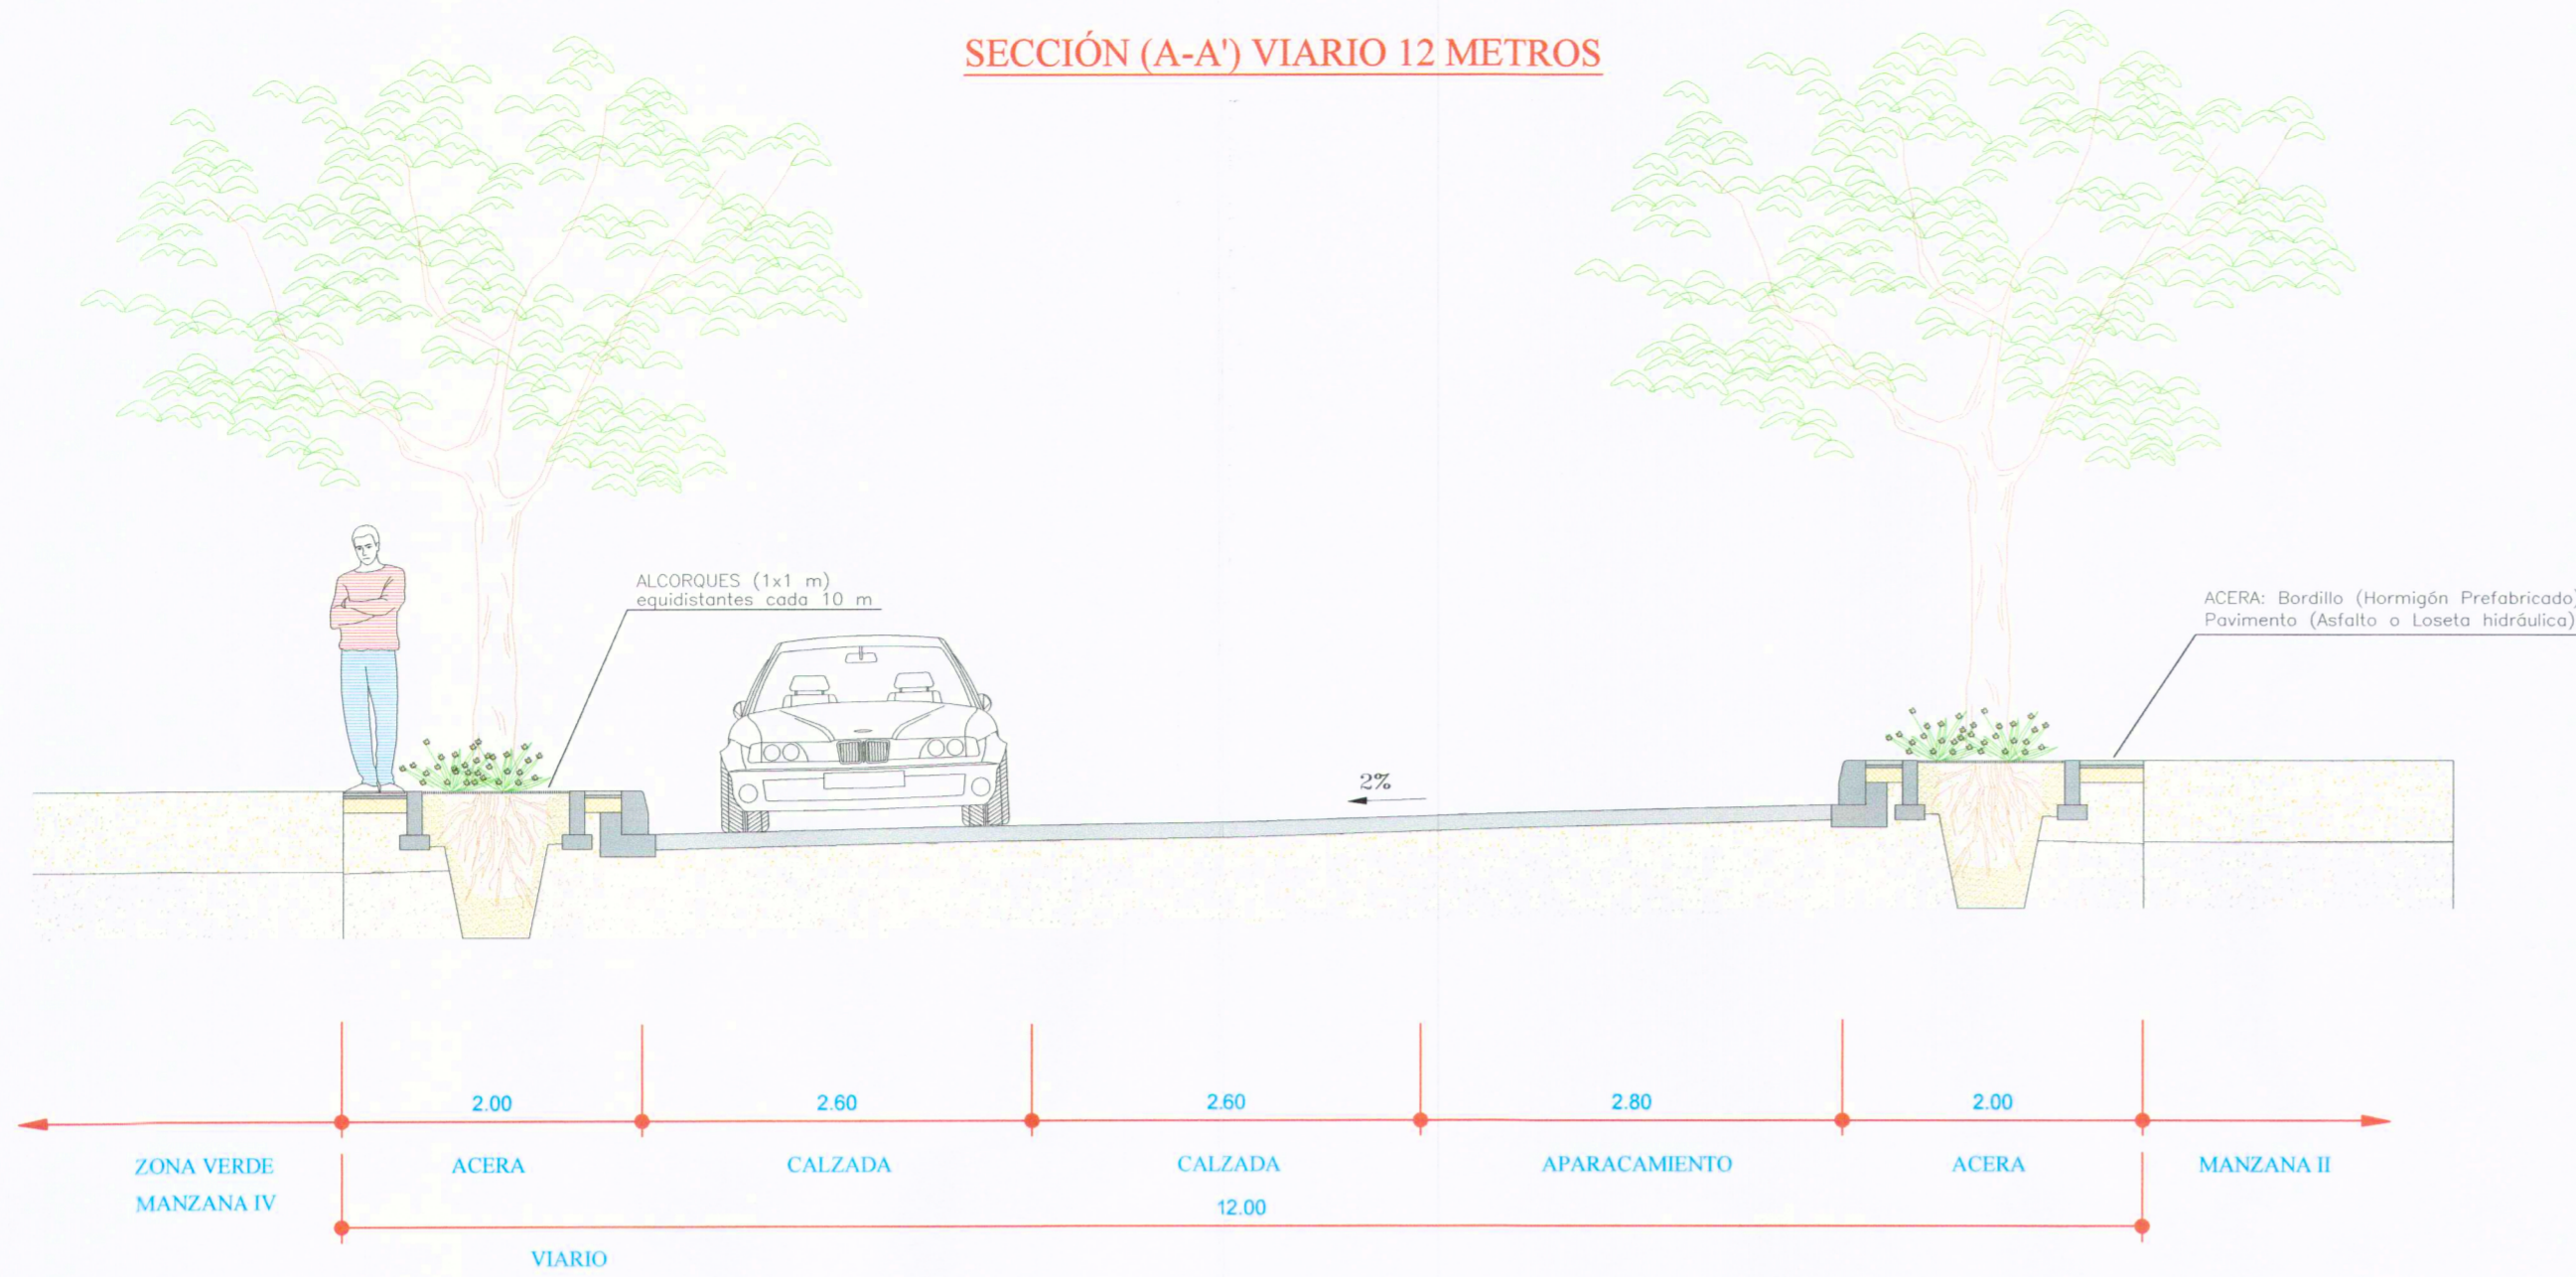 SECCIÓN (A-A') VIARIO 12 METROS
ALCORQUES (1x1 m)
equidistantes cada 10 m
ACERA: Bordillo (Hormigón Prefabricado)
Pavimento (Asfalto o Loseta hidráulica)
2%
2.00
2.60
2.60
2.80
2.00
ZONA VERDE
MANZANA IV
ACERA
CALZADA
CALZADA
APARACAMIENTO
ACERA
MANZANA II
12.00
VIARIO